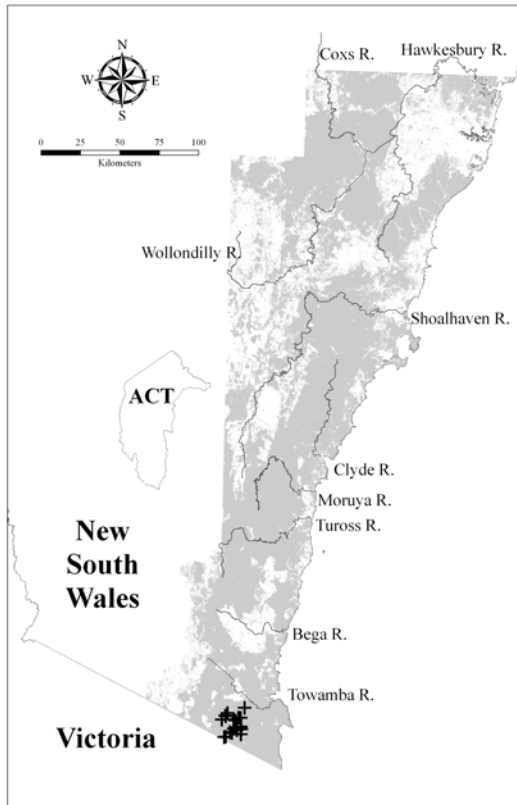 Coxs R.
Hawkesbury R.
N
W
E
S
0 25 50 75 100
Kilometers
Wollondilly R.
Shoalhaven R.
ACT
Clyde R.
Moruya R.
Tuross R.
New
South
Wales
Bega R.
Towamba R.
Victoria